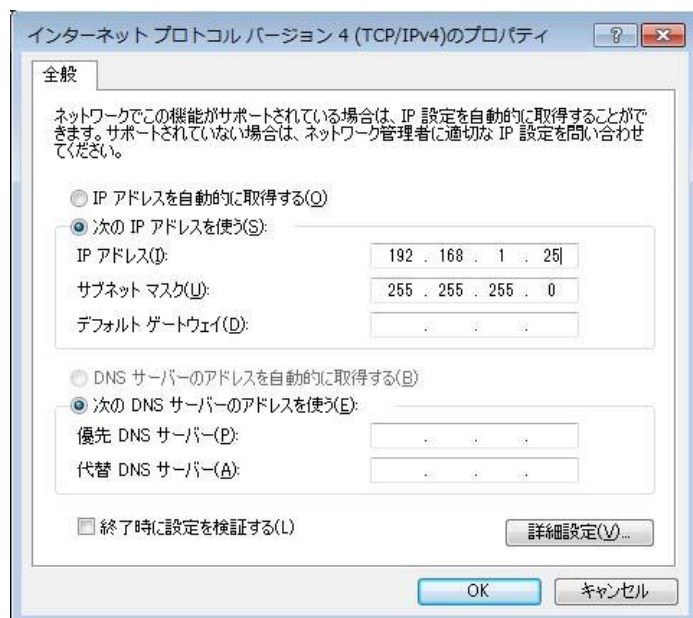 インターネット プロトコル バージョン 4 (TCP/IPv4)のプロパティ
全般
ネットワークでこの機能がサポートされている場合は、IP 設定を自動的に取得することがで
きます。サポートされていない場合は、ネットワーク管理者に適切な IP 設定を問い合わせ
てください。
IP アドレスを自動的に取得する(O)
次の IP アドレスを使う(S):
IP アドレス(I): 192 . 168 . 1 . 25
サブネット マスク(U): 255 . 255 . 255 . 0
デフォルト ゲートウェイ(D): . . .
DNS サーバーのアドレスを自動的に取得する(B)
次の DNS サーバーのアドレスを使う(E):
優先 DNS サーバー(P): . . .
代替 DNS サーバー(A): . . .
終了時に設定を検証する(L)
詳細設定(V)...
OK キャンセル